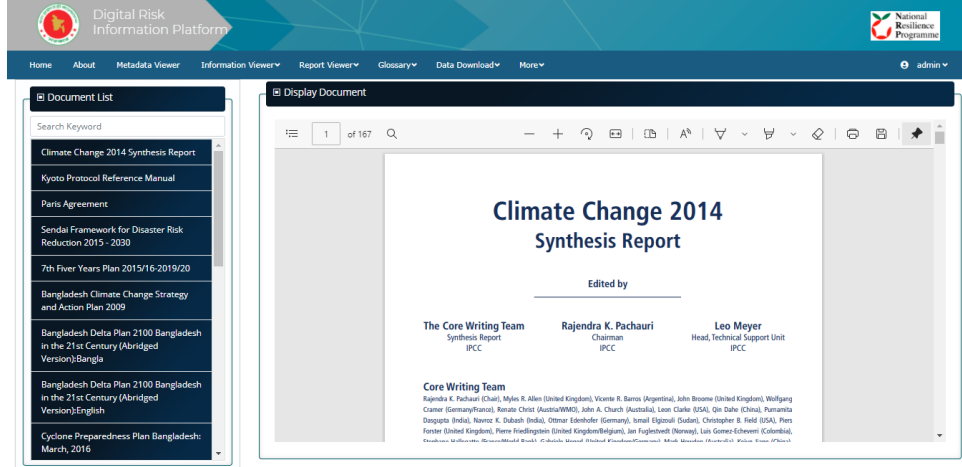 Digital Risk
Information Platform
National
Resilience
Programme
Home About Metadata Viewer Information Viewer Report Viewer Glossary Data Download More admin
Document List
Search Keyword
Climate Change 2014 Synthesis Report
Kyoto Protocol Reference Manual
Paris Agreement
Sendai Framework for Disaster Risk
Reduction 2015 - 2030
7th Fiver Years Plan 2015/16-2019/20
Bangladesh Climate Change Strategy
and Action Plan 2009
Bangladesh Delta Plan 2100 Bangladesh
in the 21st Century (Abridged
Version):Bangla
Bangladesh Delta Plan 2100 Bangladesh
in the 21st Century (Abridged
Version):English
Cyclone Preparedness Plan Bangladesh:
March, 2016
Display Document
1 of 167
Climate Change 2014
Synthesis Report
Edited by
The Core Writing Team Rajendra K. Pachauri Leo Meyer
Synthesis Report Chairman Head, Technical Support Unit
IPCC IPCC IPCC
Core Writing Team
Rajendra K. Pachauri (Chair), Myles R. Allen (United Kingdom), Vicente R. Barros (Argentina), John Broome (United Kingdom), Wolfgang
Cramer (Germany/France), Renate Christ (Austria/WMO), John A. Church (Australia), Leon Clarke (USA), Qin Dahe (China), Purnamita
Dasgupta (India), Navroz K. Dubash (India), Ottmar Edenhofer (Germany), Ismail Elgizouli (Sudan), Christopher B. Field (USA), Piers
Forster (United Kingdom), Pierre Friedlingstein (United Kingdom/Belgium), Jan Fuglestvedt (Norway), Luis Gomez-Echeverri (Colombia),